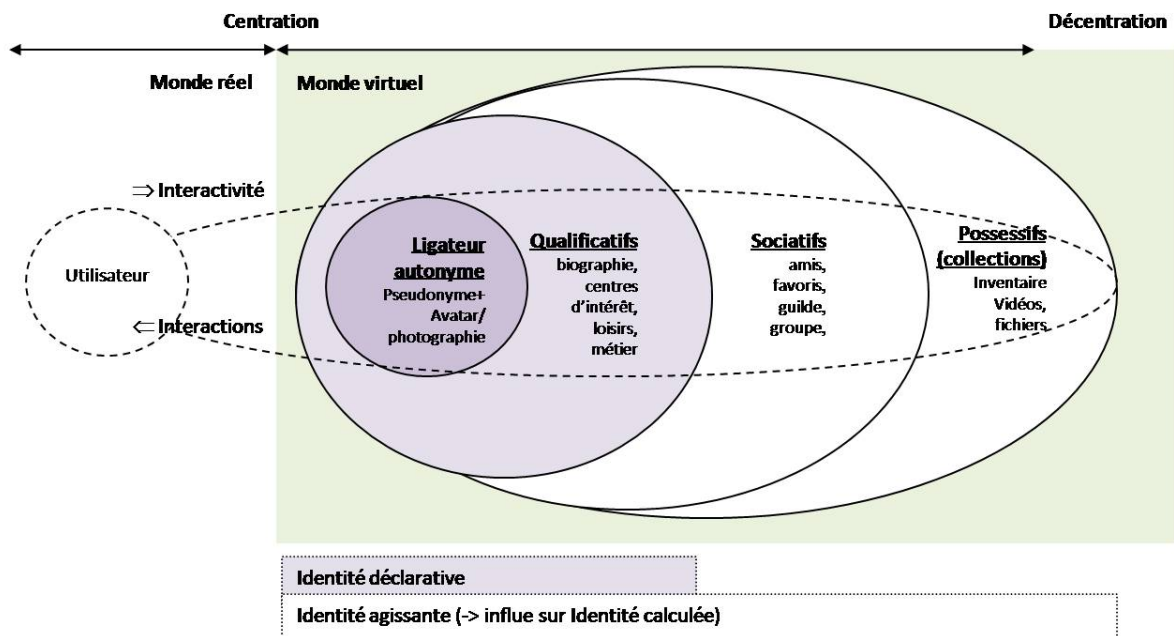 Centration
Décentration
Monde réel
Monde virtuel
⇒ Interactivité
Utilisateur
⇐ Interactions
Ligateur
autonyme
Pseudonyme+
Avatar/
photographie
Qualificatifs
biographie,
centres
d'intérêt,
loisirs,
métier
Sociatifs
amis,
favoris,
guilde,
groupe,
Possessifs
(collections)
Inventaire
Vidéos,
fichiers
Identité déclarative
Identité agissante (-> influe sur Identité calculée)